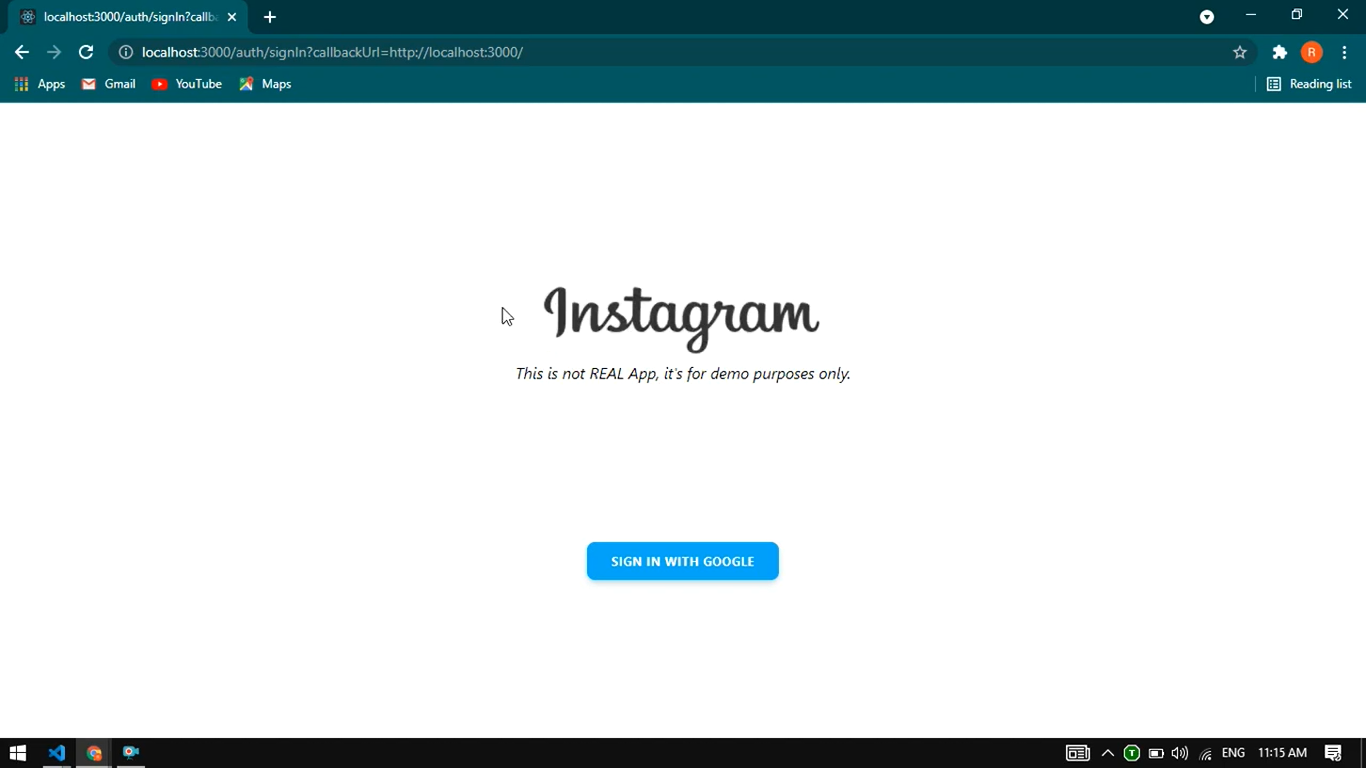 localhost:3000/auth/signIn?callb
localhost:3000/auth/signIn?callbackUrl=http://localhost:3000/
R
Apps
Gmail
YouTube
Maps
Reading list
Instagram
This is not REAL App, it's for demo purposes only.
SIGN IN WITH GOOGLE
T
ENG
11:15 AM